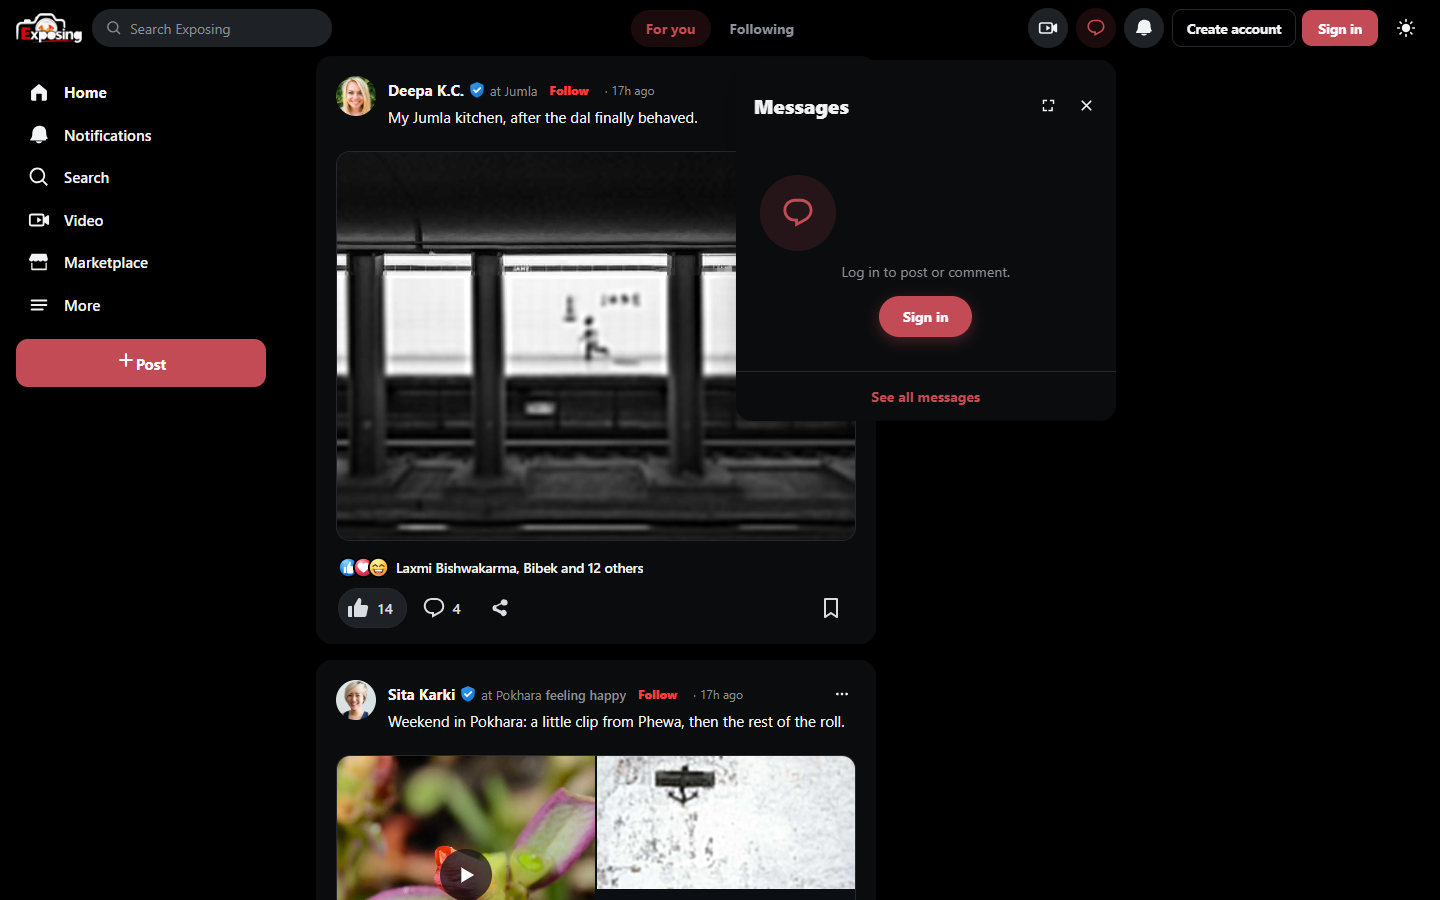 Exposing
Search Exposing
For you
Following
Create account
Sign in
Home
Notifications
Search
Video
Marketplace
More
Post
Deepa K.C. at Jumla Follow · 17h ago
My Jumla kitchen, after the dal finally behaved.
Messages
Log in to post or comment.
Sign in
See all messages
Laxmi Bishwakarma, Bibek and 12 others
14
4
Sita Karki at Pokhara feeling happy Follow · 17h ago
Weekend in Pokhara: a little clip from Phewa, then the rest of the roll.